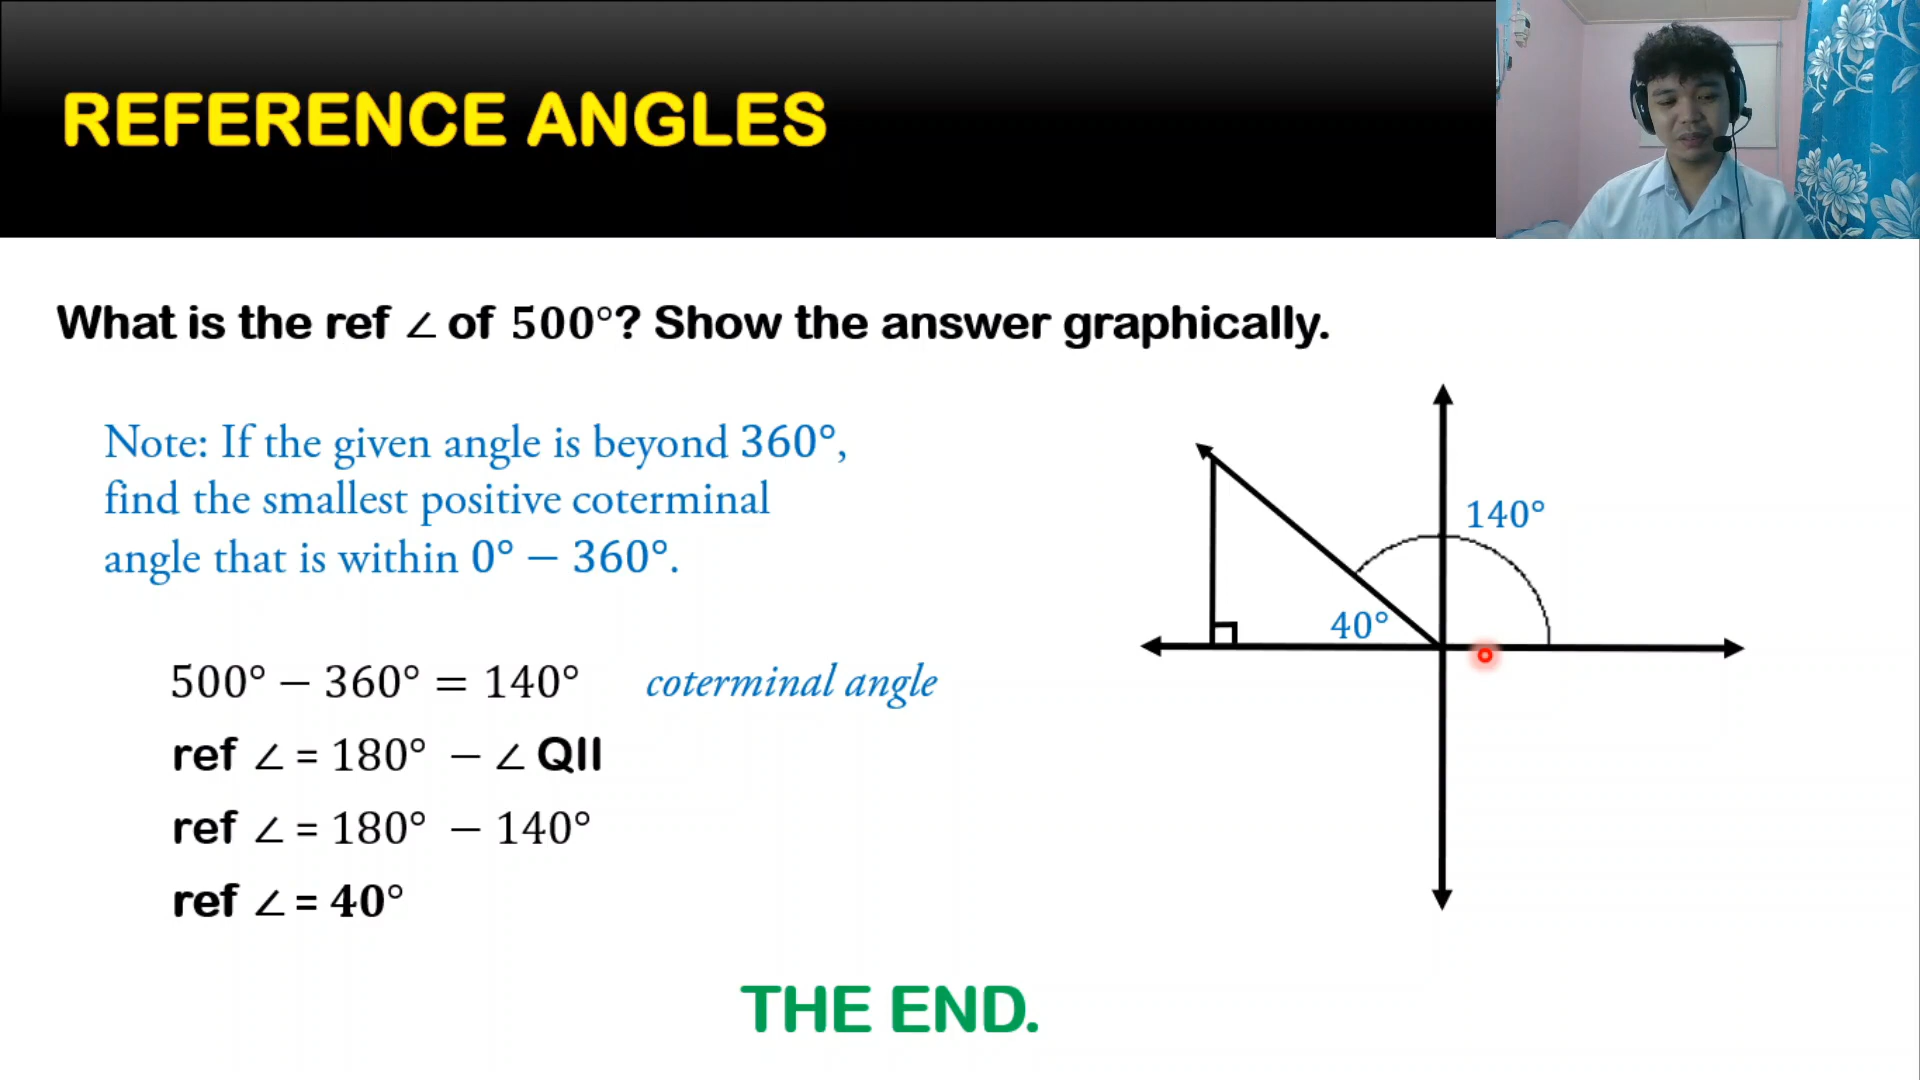 REFERENCE ANGLES
What is the ref ∠ of 500°? Show the answer graphically.
Note: If the given angle is beyond 360°,
find the smallest positive coterminal
angle that is within 0° − 360°.
500° − 360° = 140° coterminal angle
ref ∠ = 180° − ∠ QII
ref ∠ = 180° − 140°
ref ∠ = 40°
140°
40°
THE END.